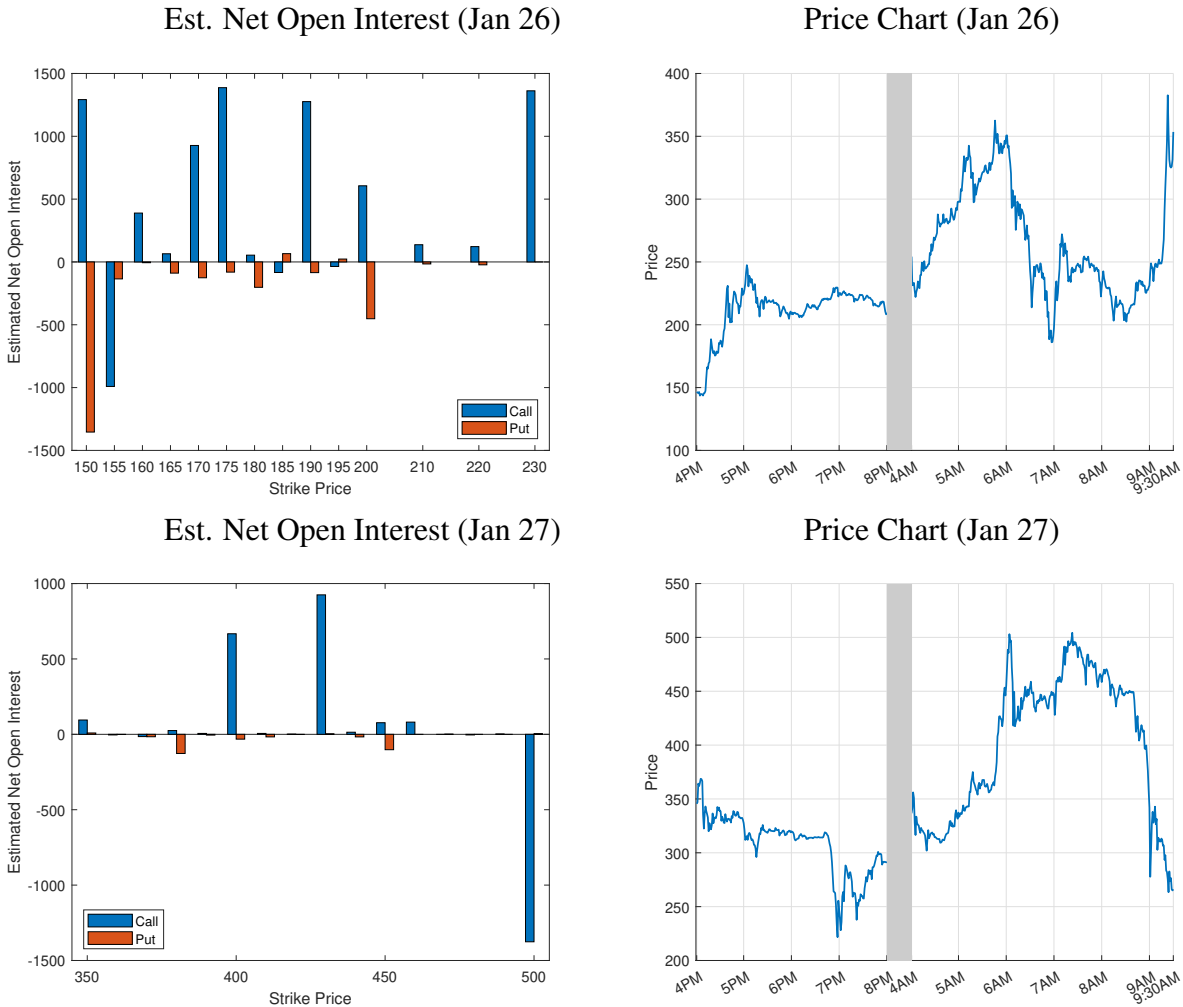 Est. Net Open Interest (Jan 26)
1500
1000
500
0
-500
-1000
-1500
Estimated Net Open Interest
150 155 160 165 170 175 180 185 190 195 200 210 220 230
Strike Price
Call
Put
Price Chart (Jan 26)
400
350
300
250
200
150
100
Price
4PM 5PM 6PM 7PM 8PM 4AM 5AM 6AM 7AM 8AM 9AM 9:30AM
Est. Net Open Interest (Jan 27)
1000
500
0
-500
-1000
-1500
Estimated Net Open Interest
350 400 450 500
Strike Price
Call
Put
Price Chart (Jan 27)
550
500
450
400
350
300
250
200
Price
4PM 5PM 6PM 7PM 8PM 4AM 5AM 6AM 7AM 8AM 9AM 9:30AM